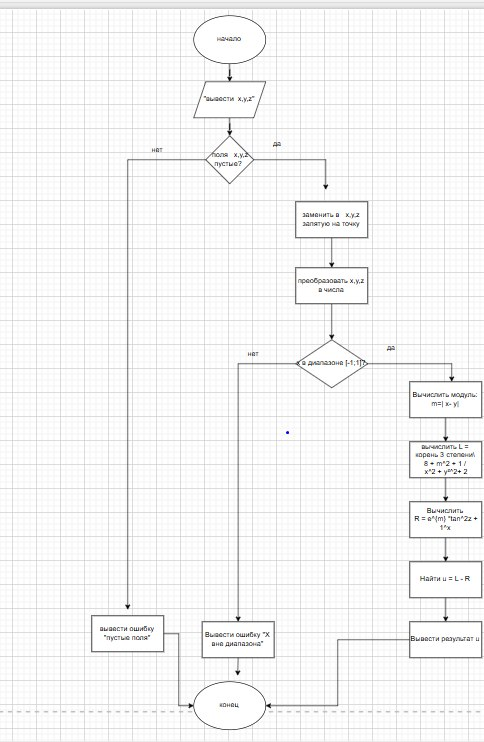 начало
"вывести x,y,z"
нет
да
поля x,y,z
пустые?
заменить в x,y,z
запятую на точку
преобразовать x,y,z
в числа
нет
x в диапазоне [-1;1]?
да
Вычислить модуль:
m=| x- y|
вычислить L =
корень 3 степени\
8 + m^2 + 1 /
x^2 + y^2+ 2
Вычислить
R = e^{m} *tan^2z +
1^x
Найти u = L - R
вывести ошибку
"пустые поля"
Вывести ошибку "X
вне диапазона"
Вывести результат u
конец